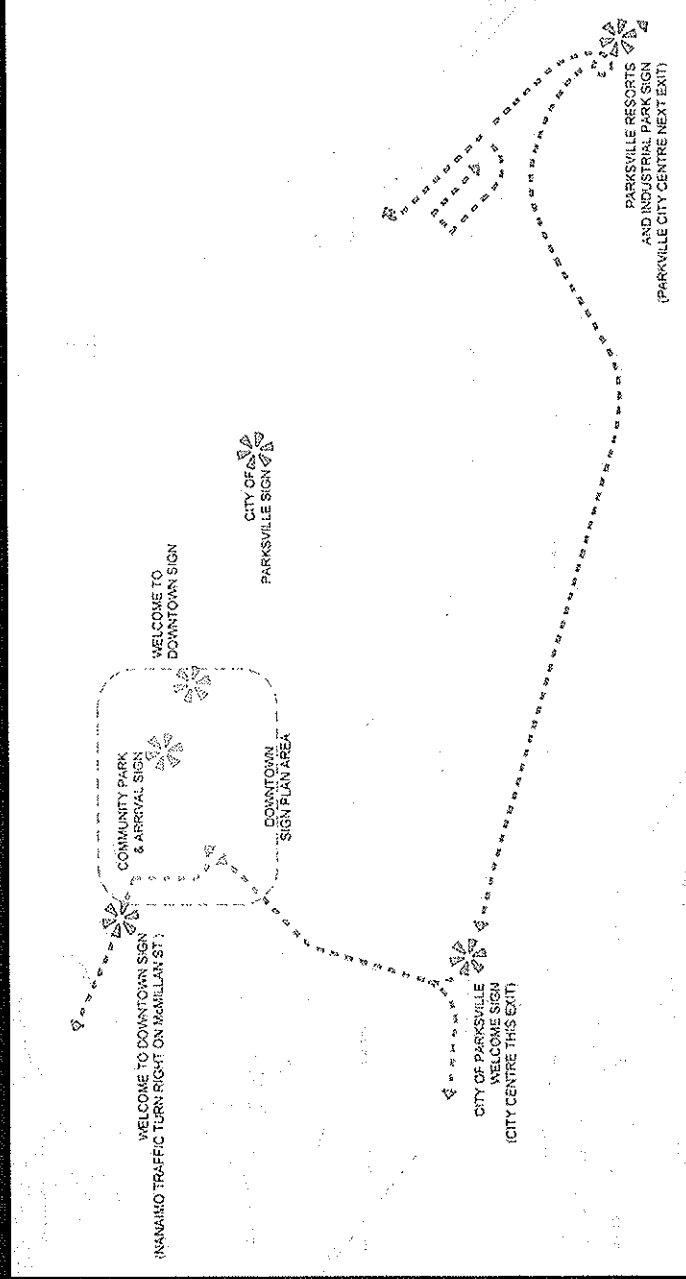 WELCOME TO DOWNTOWN SIGN
(NANAIMO TRAFFIC TURN RIGHT ON McMILLAN ST)
COMMUNITY PARK
& ARRIVAL SIGN
WELCOME TO
DOWNTOWN SIGN
DOWNTOWN
SIGN PLAN AREA
CITY OF
PARKSVILLE SIGN
CITY OF PARKSVILLE
WELCOME SIGN
(CITY CENTRE THIS EXIT)
PARKSVILLE RESORTS
AND INDUSTRIAL PARK SIGN
(PARKVILLE CITY CENTRE NEXT EXIT)